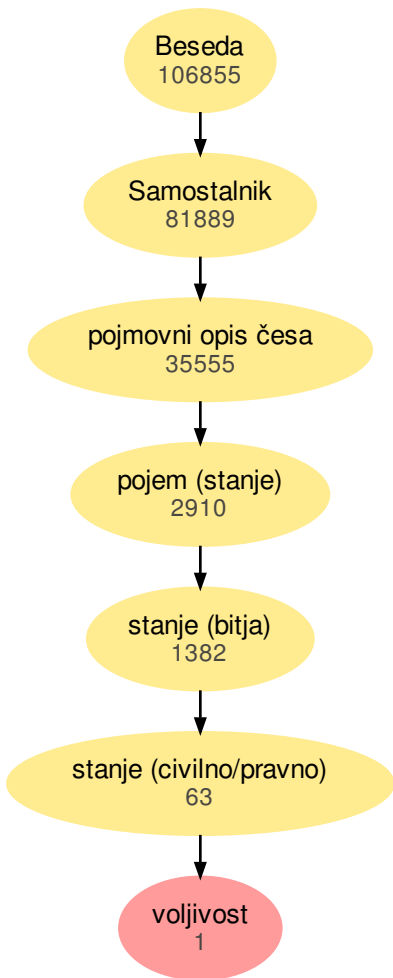 Beseda
106855
Samostalnik
81889
pojmovni opis česa
35555
pojem (stanje)
2910
stanje (bitja)
1382
stanje (civilno/pravno)
63
voljivost
1